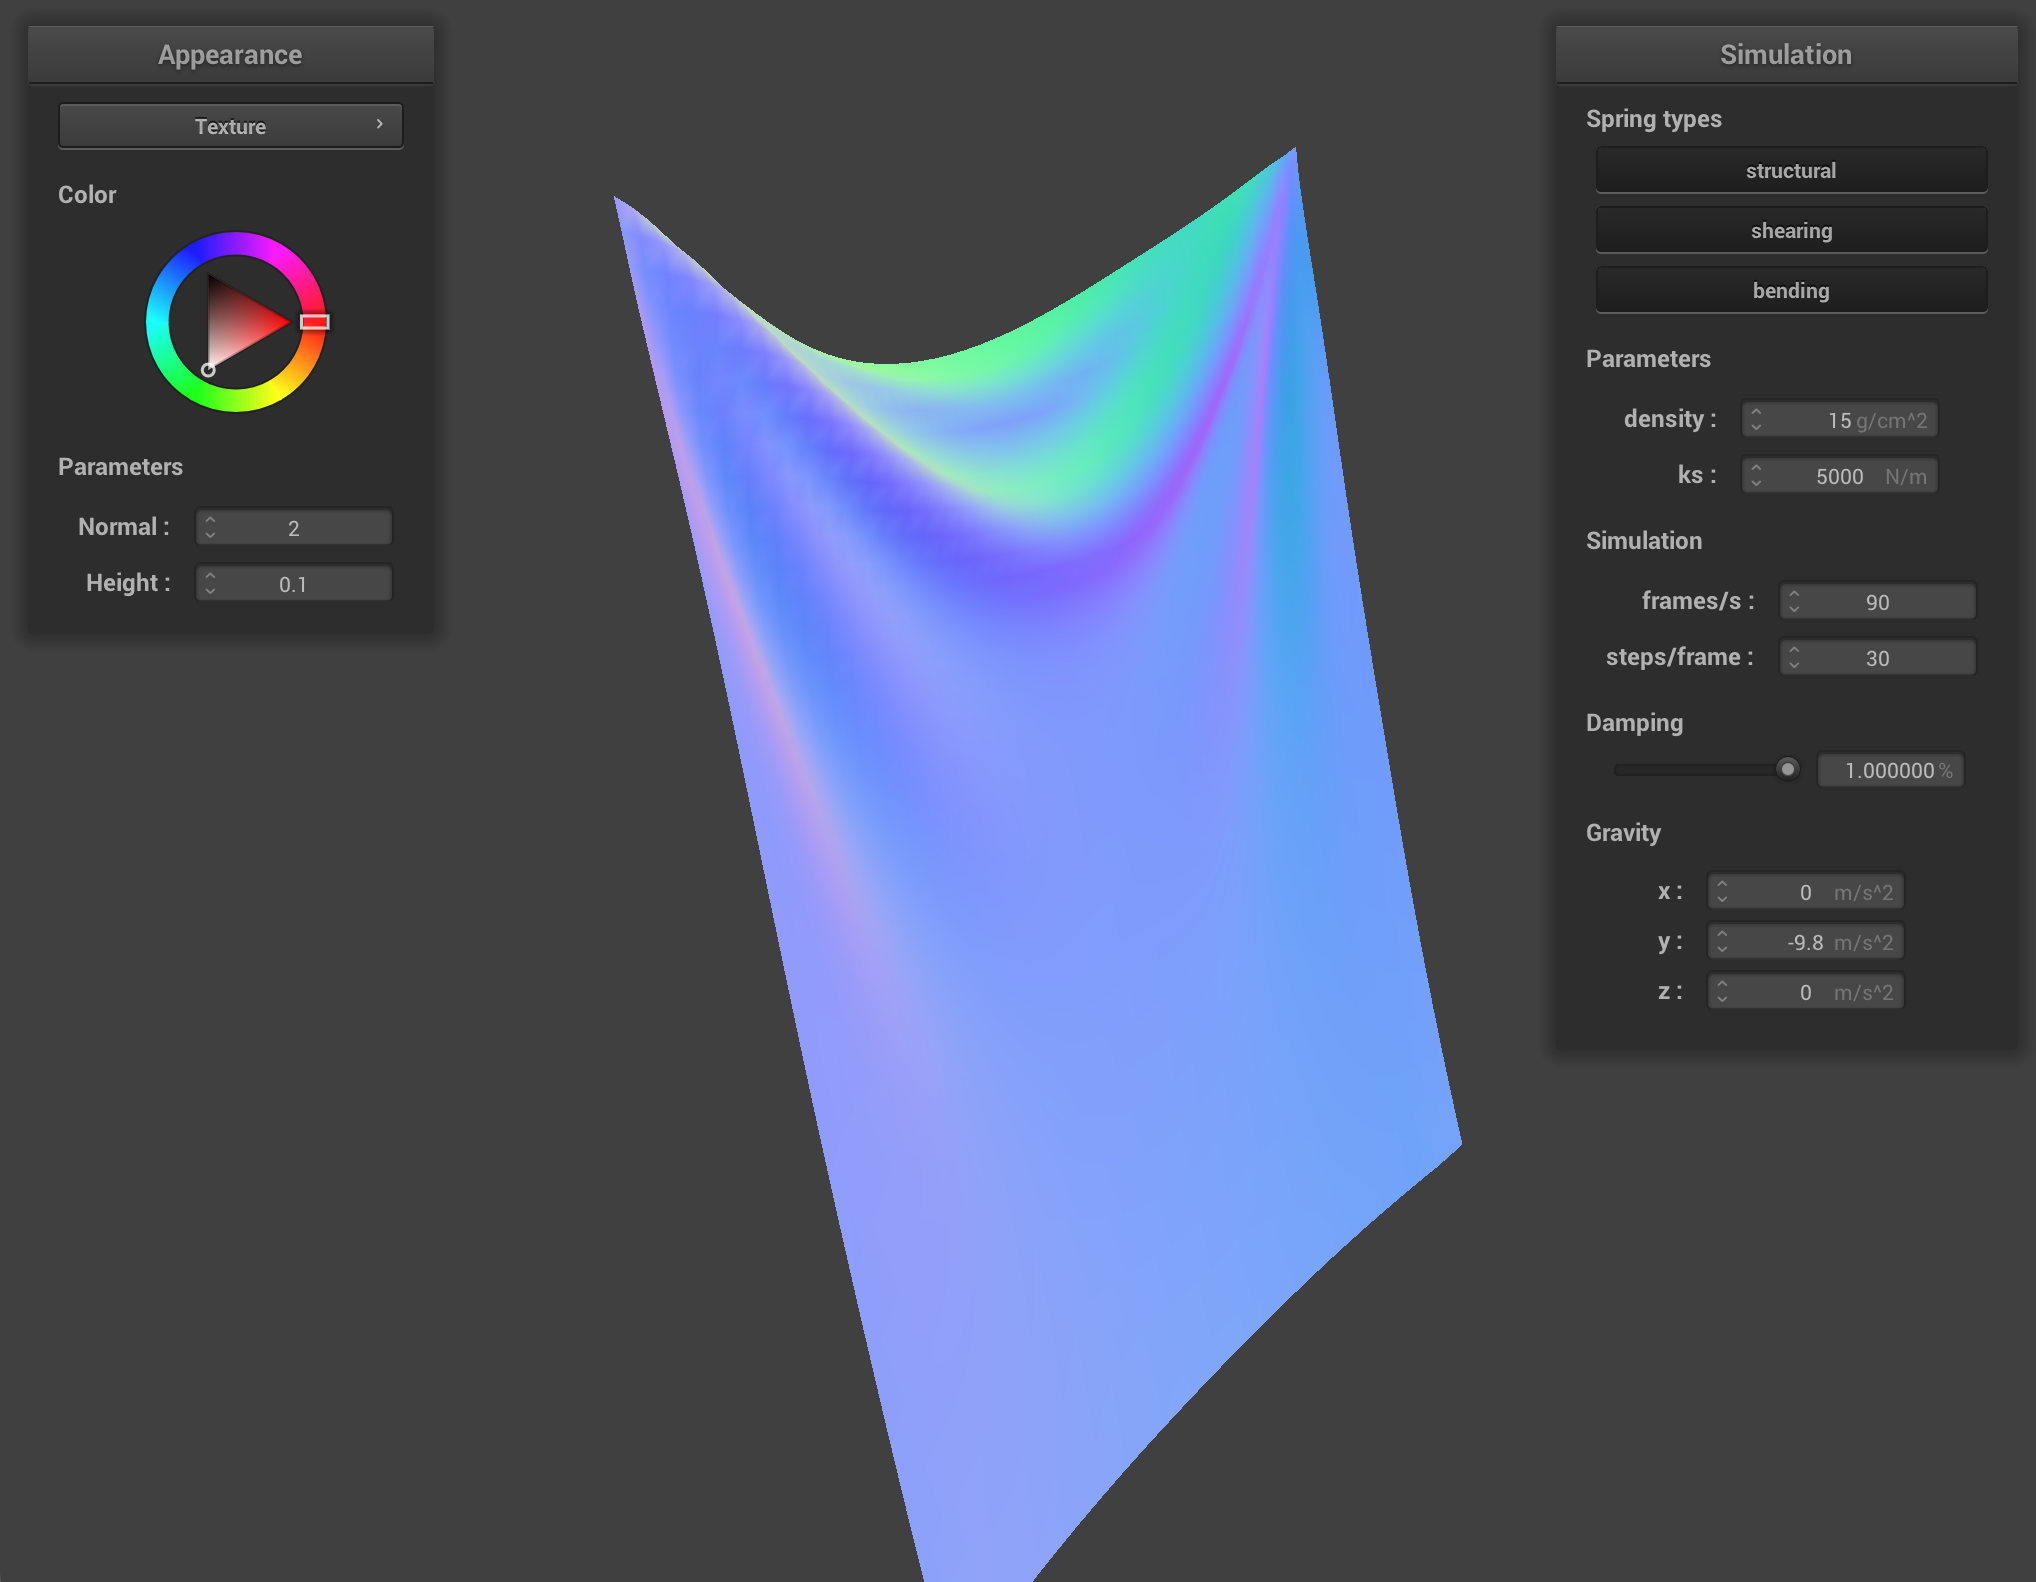 Appearance
Texture
Color
Parameters
Normal : 2
Height : 0.1
Simulation
Spring types
structural
shearing
bending
Parameters
density : 15 g/cm^2
ks : 5000 N/m
Simulation
frames/s : 90
steps/frame : 30
Damping
1.000000 %
Gravity
x : 0 m/s^2
y : -9.8 m/s^2
z : 0 m/s^2